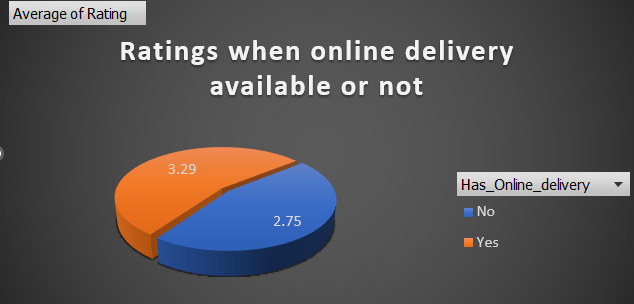 Average of Rating
Ratings when online delivery
available or not
3.29
2.75
Has_Online_delivery
No
Yes